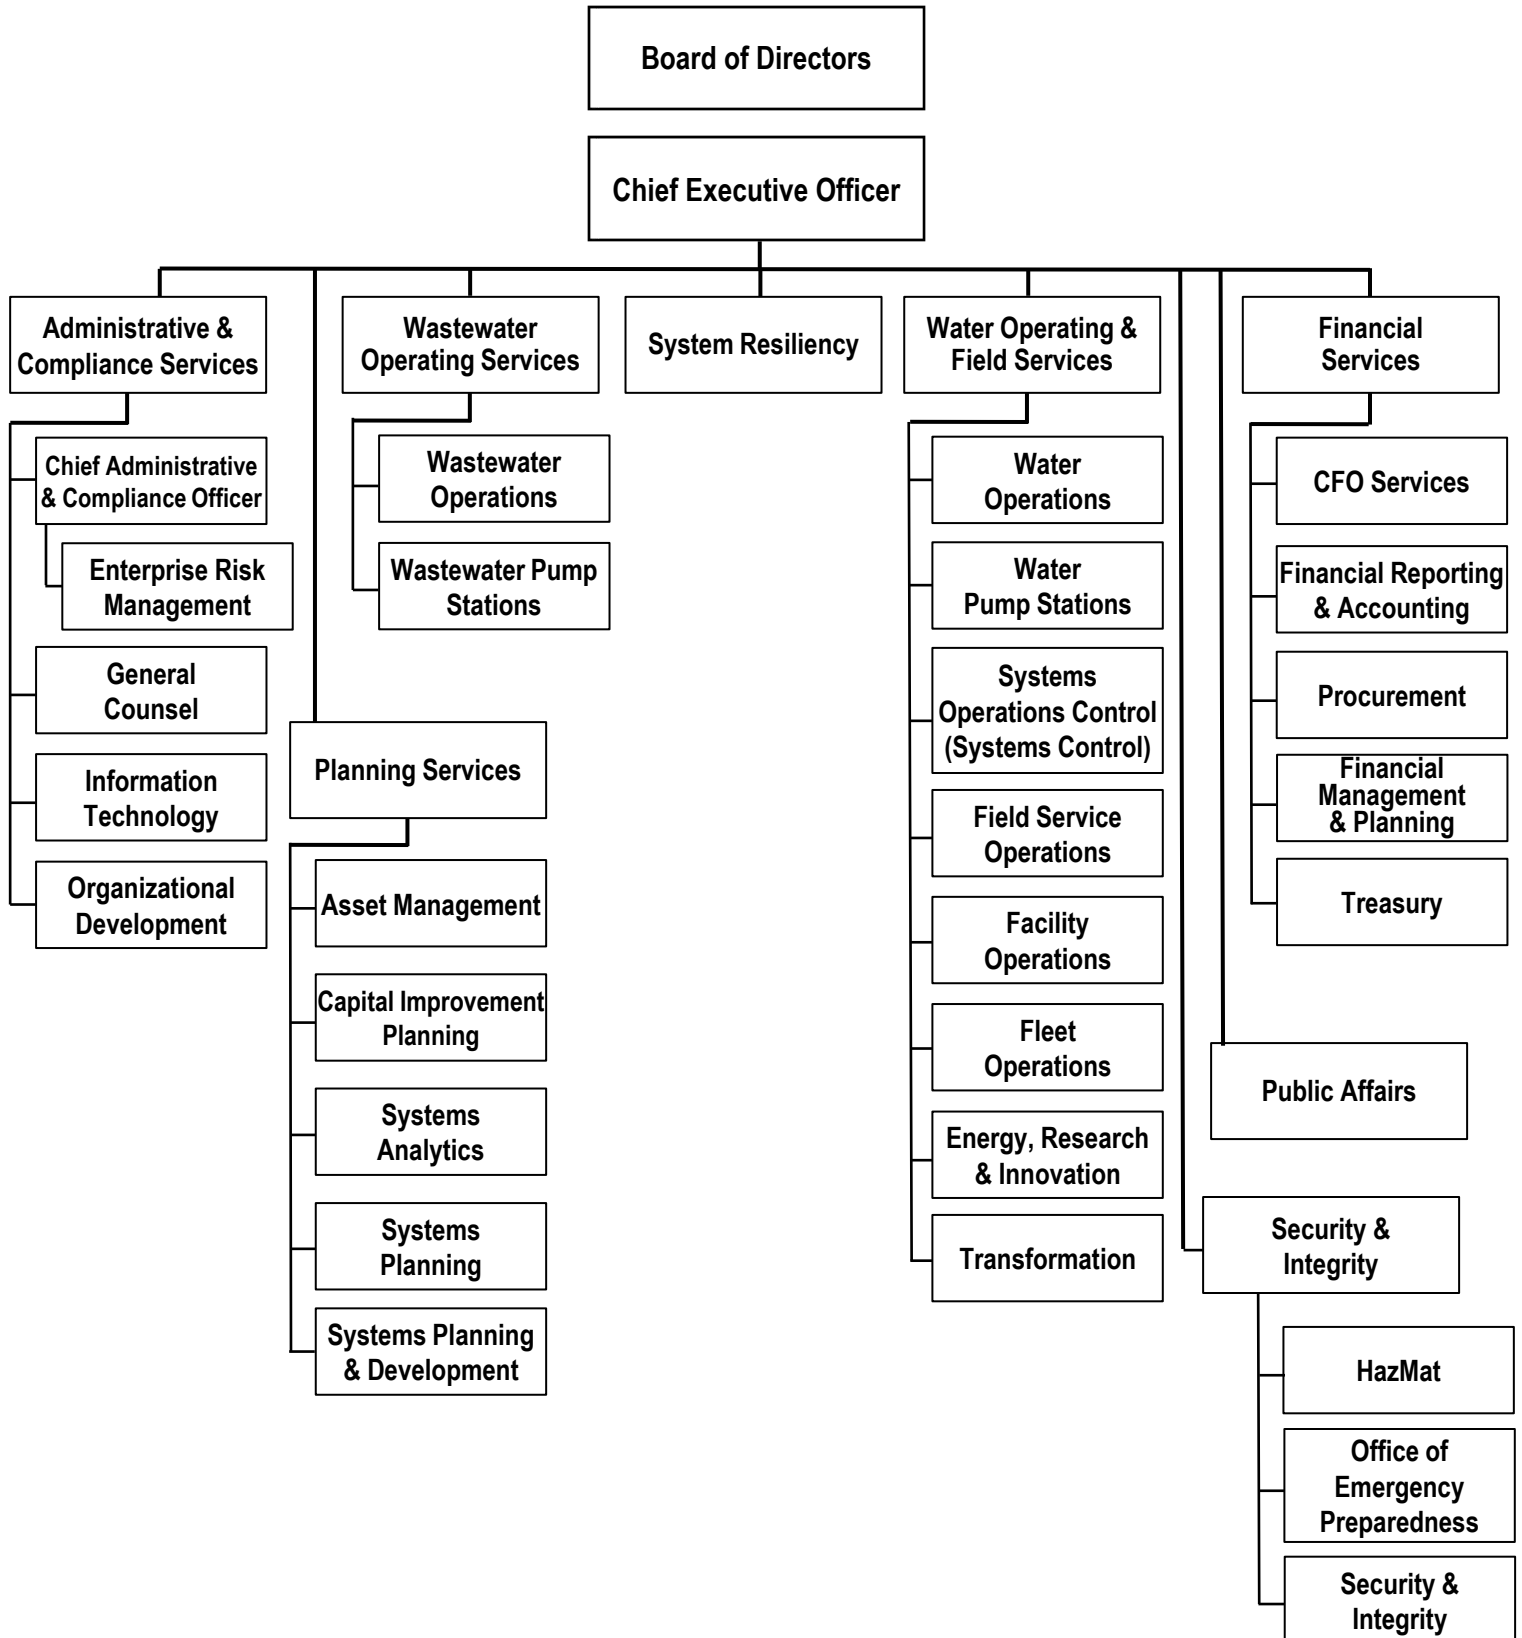 Board of Directors
Chief Executive Officer
Administrative &
Compliance Services
Chief Administrative
& Compliance Officer
Enterprise Risk
Management
General
Counsel
Information
Technology
Organizational
Development
Planning Services
Asset Management
Capital Improvement
Planning
Systems
Analytics
Systems
Planning
Systems Planning
& Development
Wastewater
Operating Services
Wastewater
Operations
Wastewater Pump
Stations
System Resiliency
Water Operating &
Field Services
Water
Operations
Water
Pump Stations
Systems
Operations Control
(Systems Control)
Field Service
Operations
Facility
Operations
Fleet
Operations
Energy, Research
& Innovation
Transformation
Financial
Services
CFO Services
Financial Reporting
& Accounting
Procurement
Financial
Management
& Planning
Treasury
Public Affairs
Security &
Integrity
HazMat
Office of
Emergency
Preparedness
Security &
Integrity